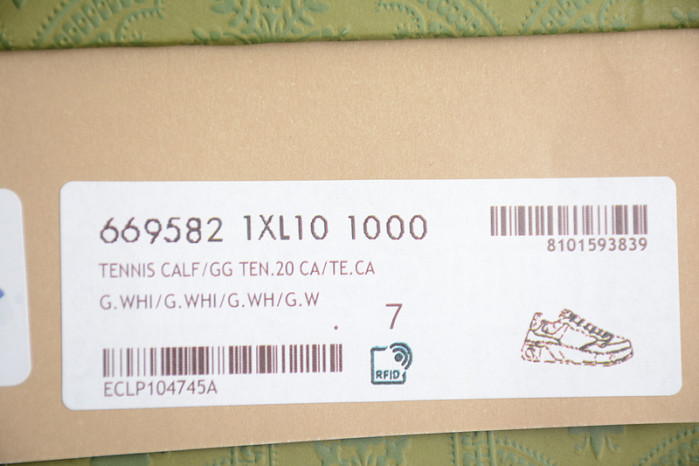 669582 1XL10 1000
8101593839
TENNIS CALF/GG TEN.20 CA/TE.CA
G.WHI/G.WHI/G.WH/G.W
. 7
RFID
ECLP104745A